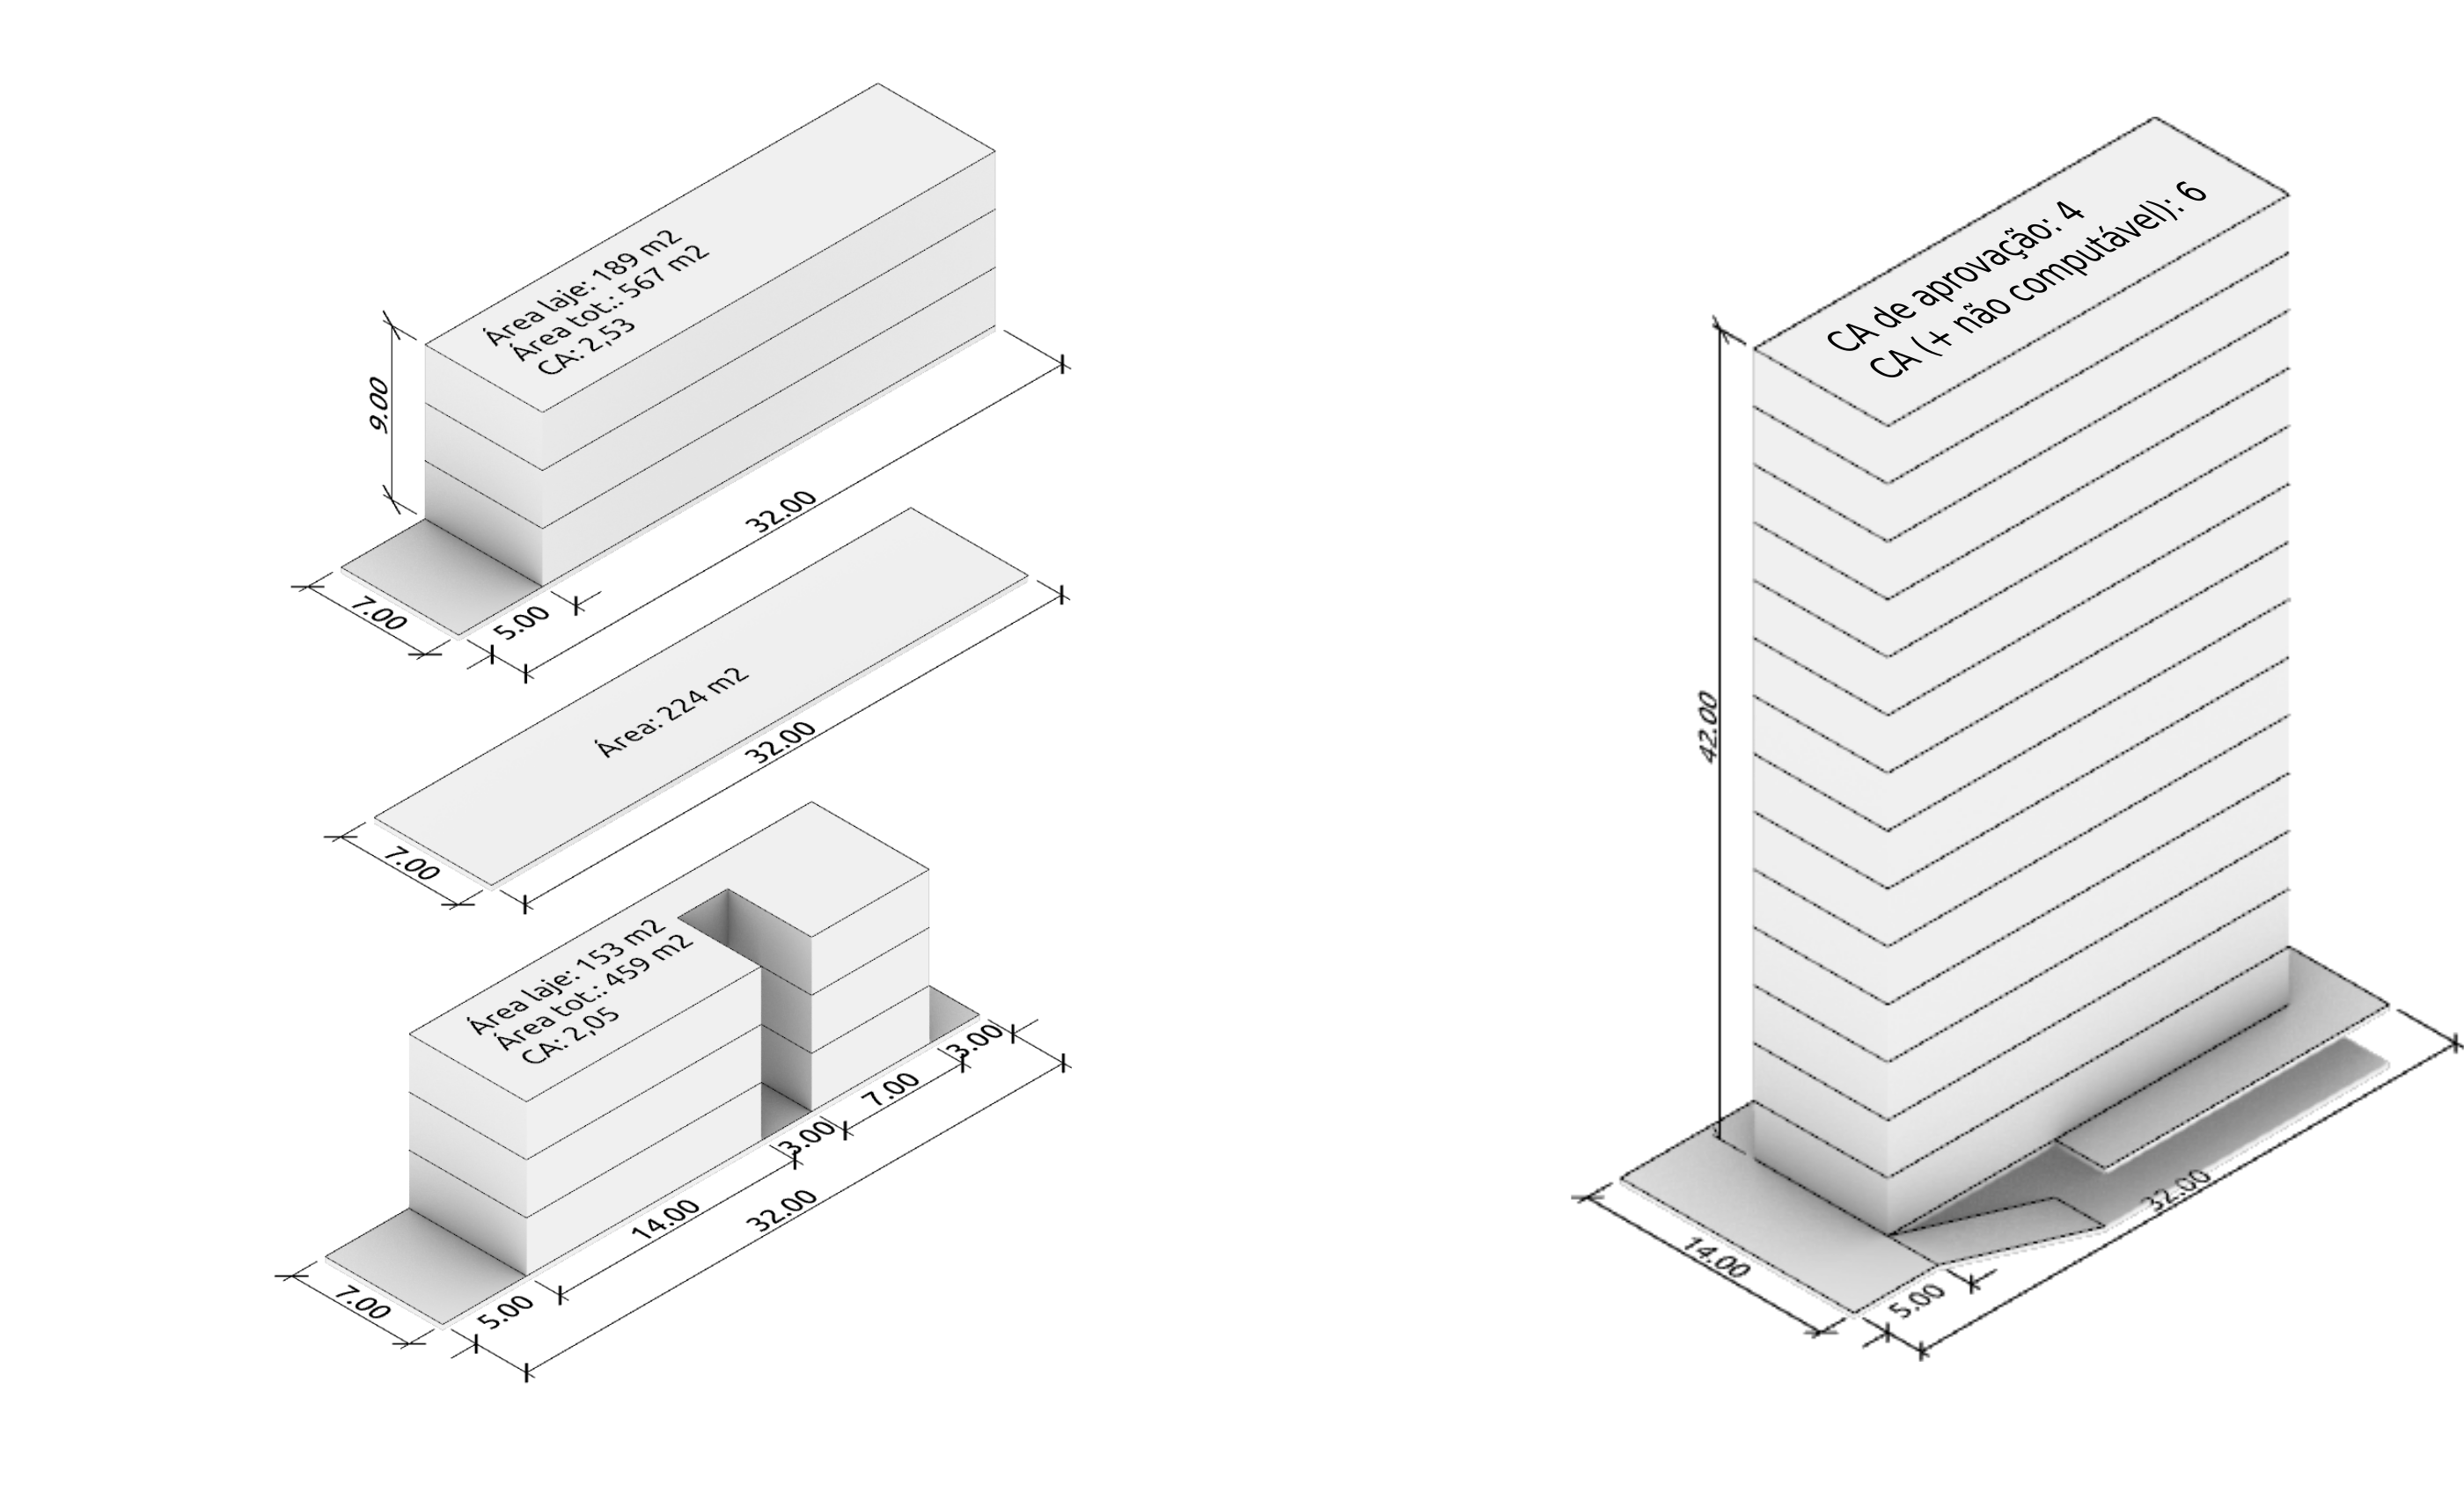 Área laje: 189 m2
Área tot.: 567 m2
CA: 2,53
9.00
32.00
7.00
5.00
Área: 224 m2
32.00
7.00
Área laje: 153 m2
Área tot.: 459 m2
CA: 2,05
3.00
7.00
3.00
14.00
32.00
7.00
5.00
CA de aprovação: 4
CA (+ não computável): 6
42.00
32.00
14.00
5.00